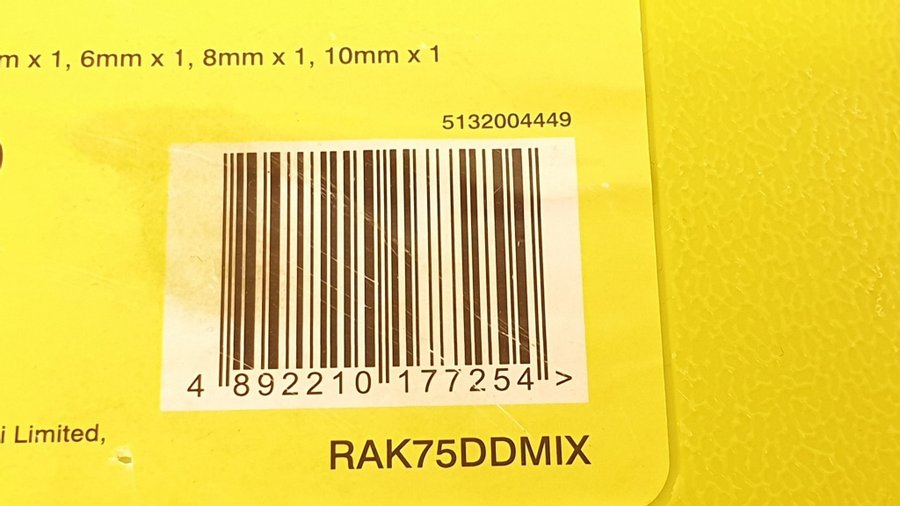 m x 1, 6mm x 1, 8mm x 1, 10mm x 1
5132004449
4 892210 177254 >
i Limited,
RAK75DDMIX